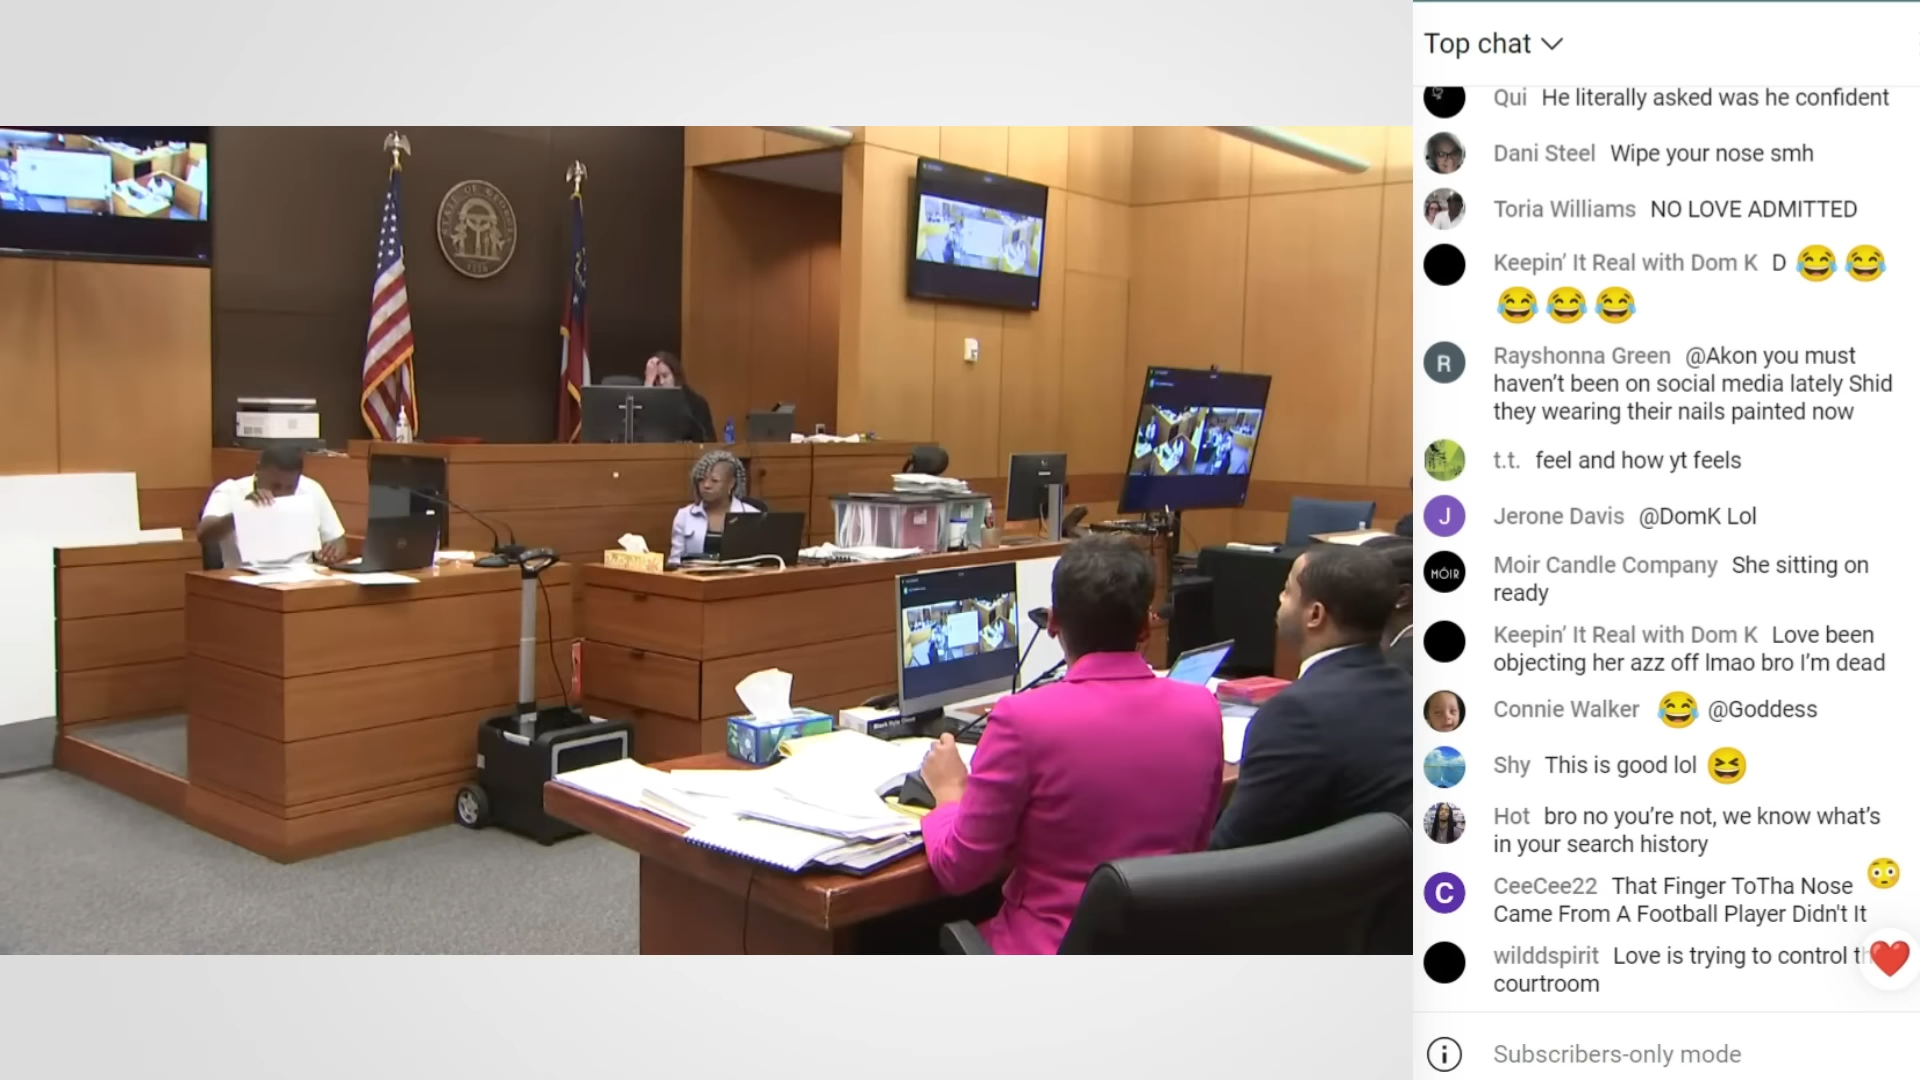 Top chat
Qui He literally asked was he confident
Dani Steel Wipe your nose smh
Toria Williams NO LOVE ADMITTED
Keepin’ It Real with Dom K D 😂😂
😂😂😂
R
Rayshonna Green @Akon you must
haven’t been on social media lately Shid
they wearing their nails painted now
t.t. feel and how yt feels
J
Jerone Davis @DomK Lol
MÓIR
Moir Candle Company She sitting on
ready
Keepin’ It Real with Dom K Love been
objecting her azz off lmao bro I’m dead
Connie Walker 😂 @Goddess
Shy This is good lol 😆
Hot bro no you’re not, we know what’s
in your search history
C
CeeCee22 That Finger ToTha Nose 😳
Came From A Football Player Didn't It
wilddspirit Love is trying to control
courtroom
Subscribers-only mode
STATE OF GEORGIA
1776